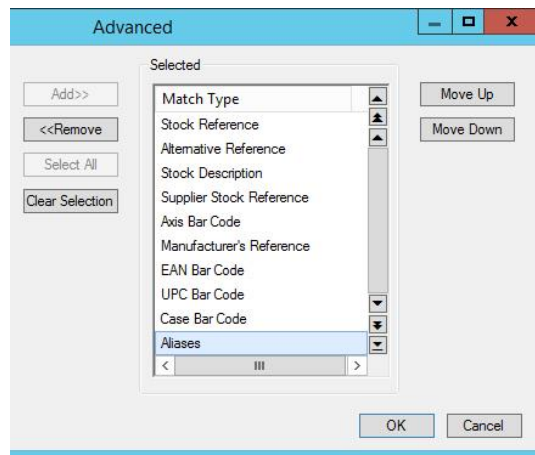 Advanced
Selected
Add>>
<<Remove
Select All
Clear Selection
Match Type
Stock Reference
Alternative Reference
Stock Description
Supplier Stock Reference
Axis Bar Code
Manufacturer's Reference
EAN Bar Code
UPC Bar Code
Case Bar Code
Aliases
Move Up
Move Down
OK
Cancel